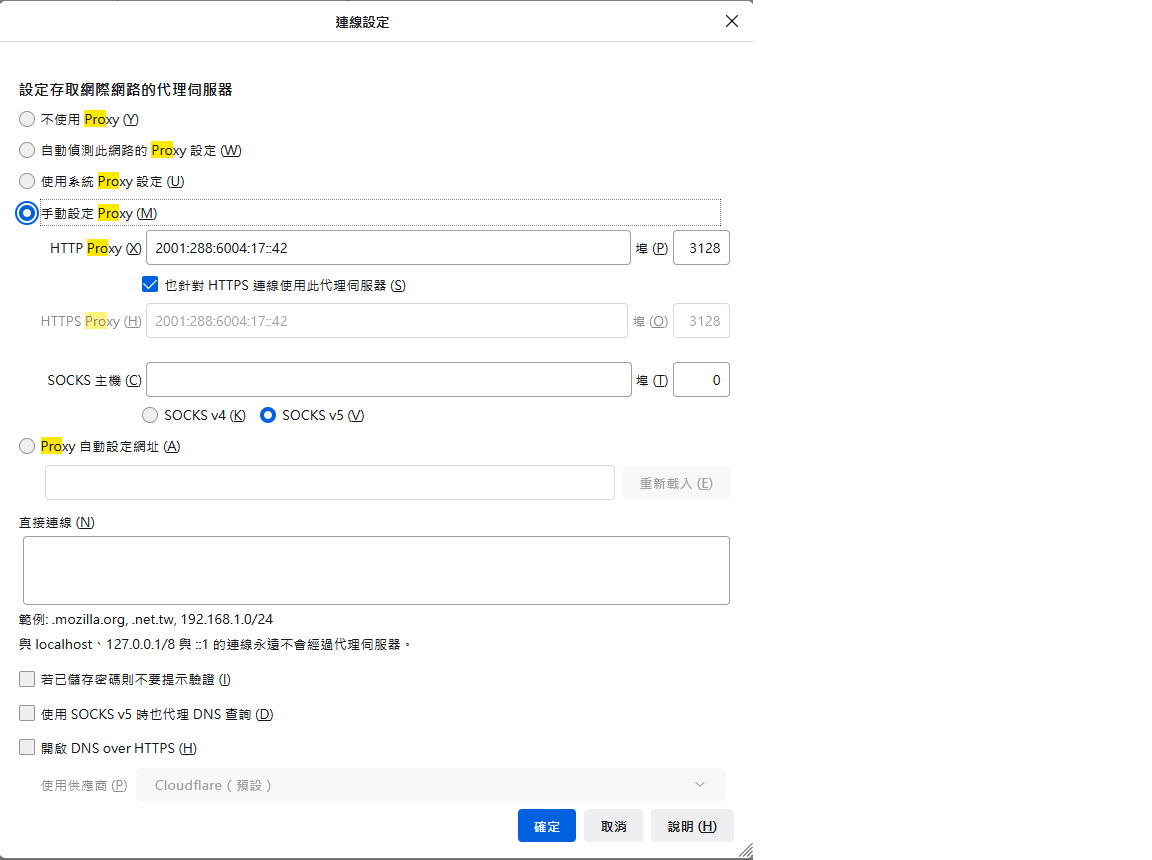 連線設定
設定存取網際網路的代理伺服器
不使用 Proxy (Y)
自動偵測此網路的 Proxy 設定 (W)
使用系統 Proxy 設定 (U)
手動設定 Proxy (M)
HTTP Proxy (X) 2001:288:6004:17::42 埠 (P) 3128
也針對 HTTPS 連線使用此代理伺服器 (S)
HTTPS Proxy (H) 2001:288:6004:17::42 埠 (O) 3128
SOCKS 主機 (C) 埠 (T) 0
SOCKS v4 (K) SOCKS v5 (V)
Proxy 自動設定網址 (A)
重新載入 (E)
直接連線 (N)
範例: .mozilla.org, .net.tw, 192.168.1.0/24
與 localhost、127.0.0.1/8 與 ::1 的連線永遠不會經過代理伺服器。
若已儲存密碼則不要提示驗證 (I)
使用 SOCKS v5 時也代理 DNS 查詢 (D)
開啟 DNS over HTTPS (H)
使用供應商 (P) Cloudflare（預設）
確定 取消 說明 (H)